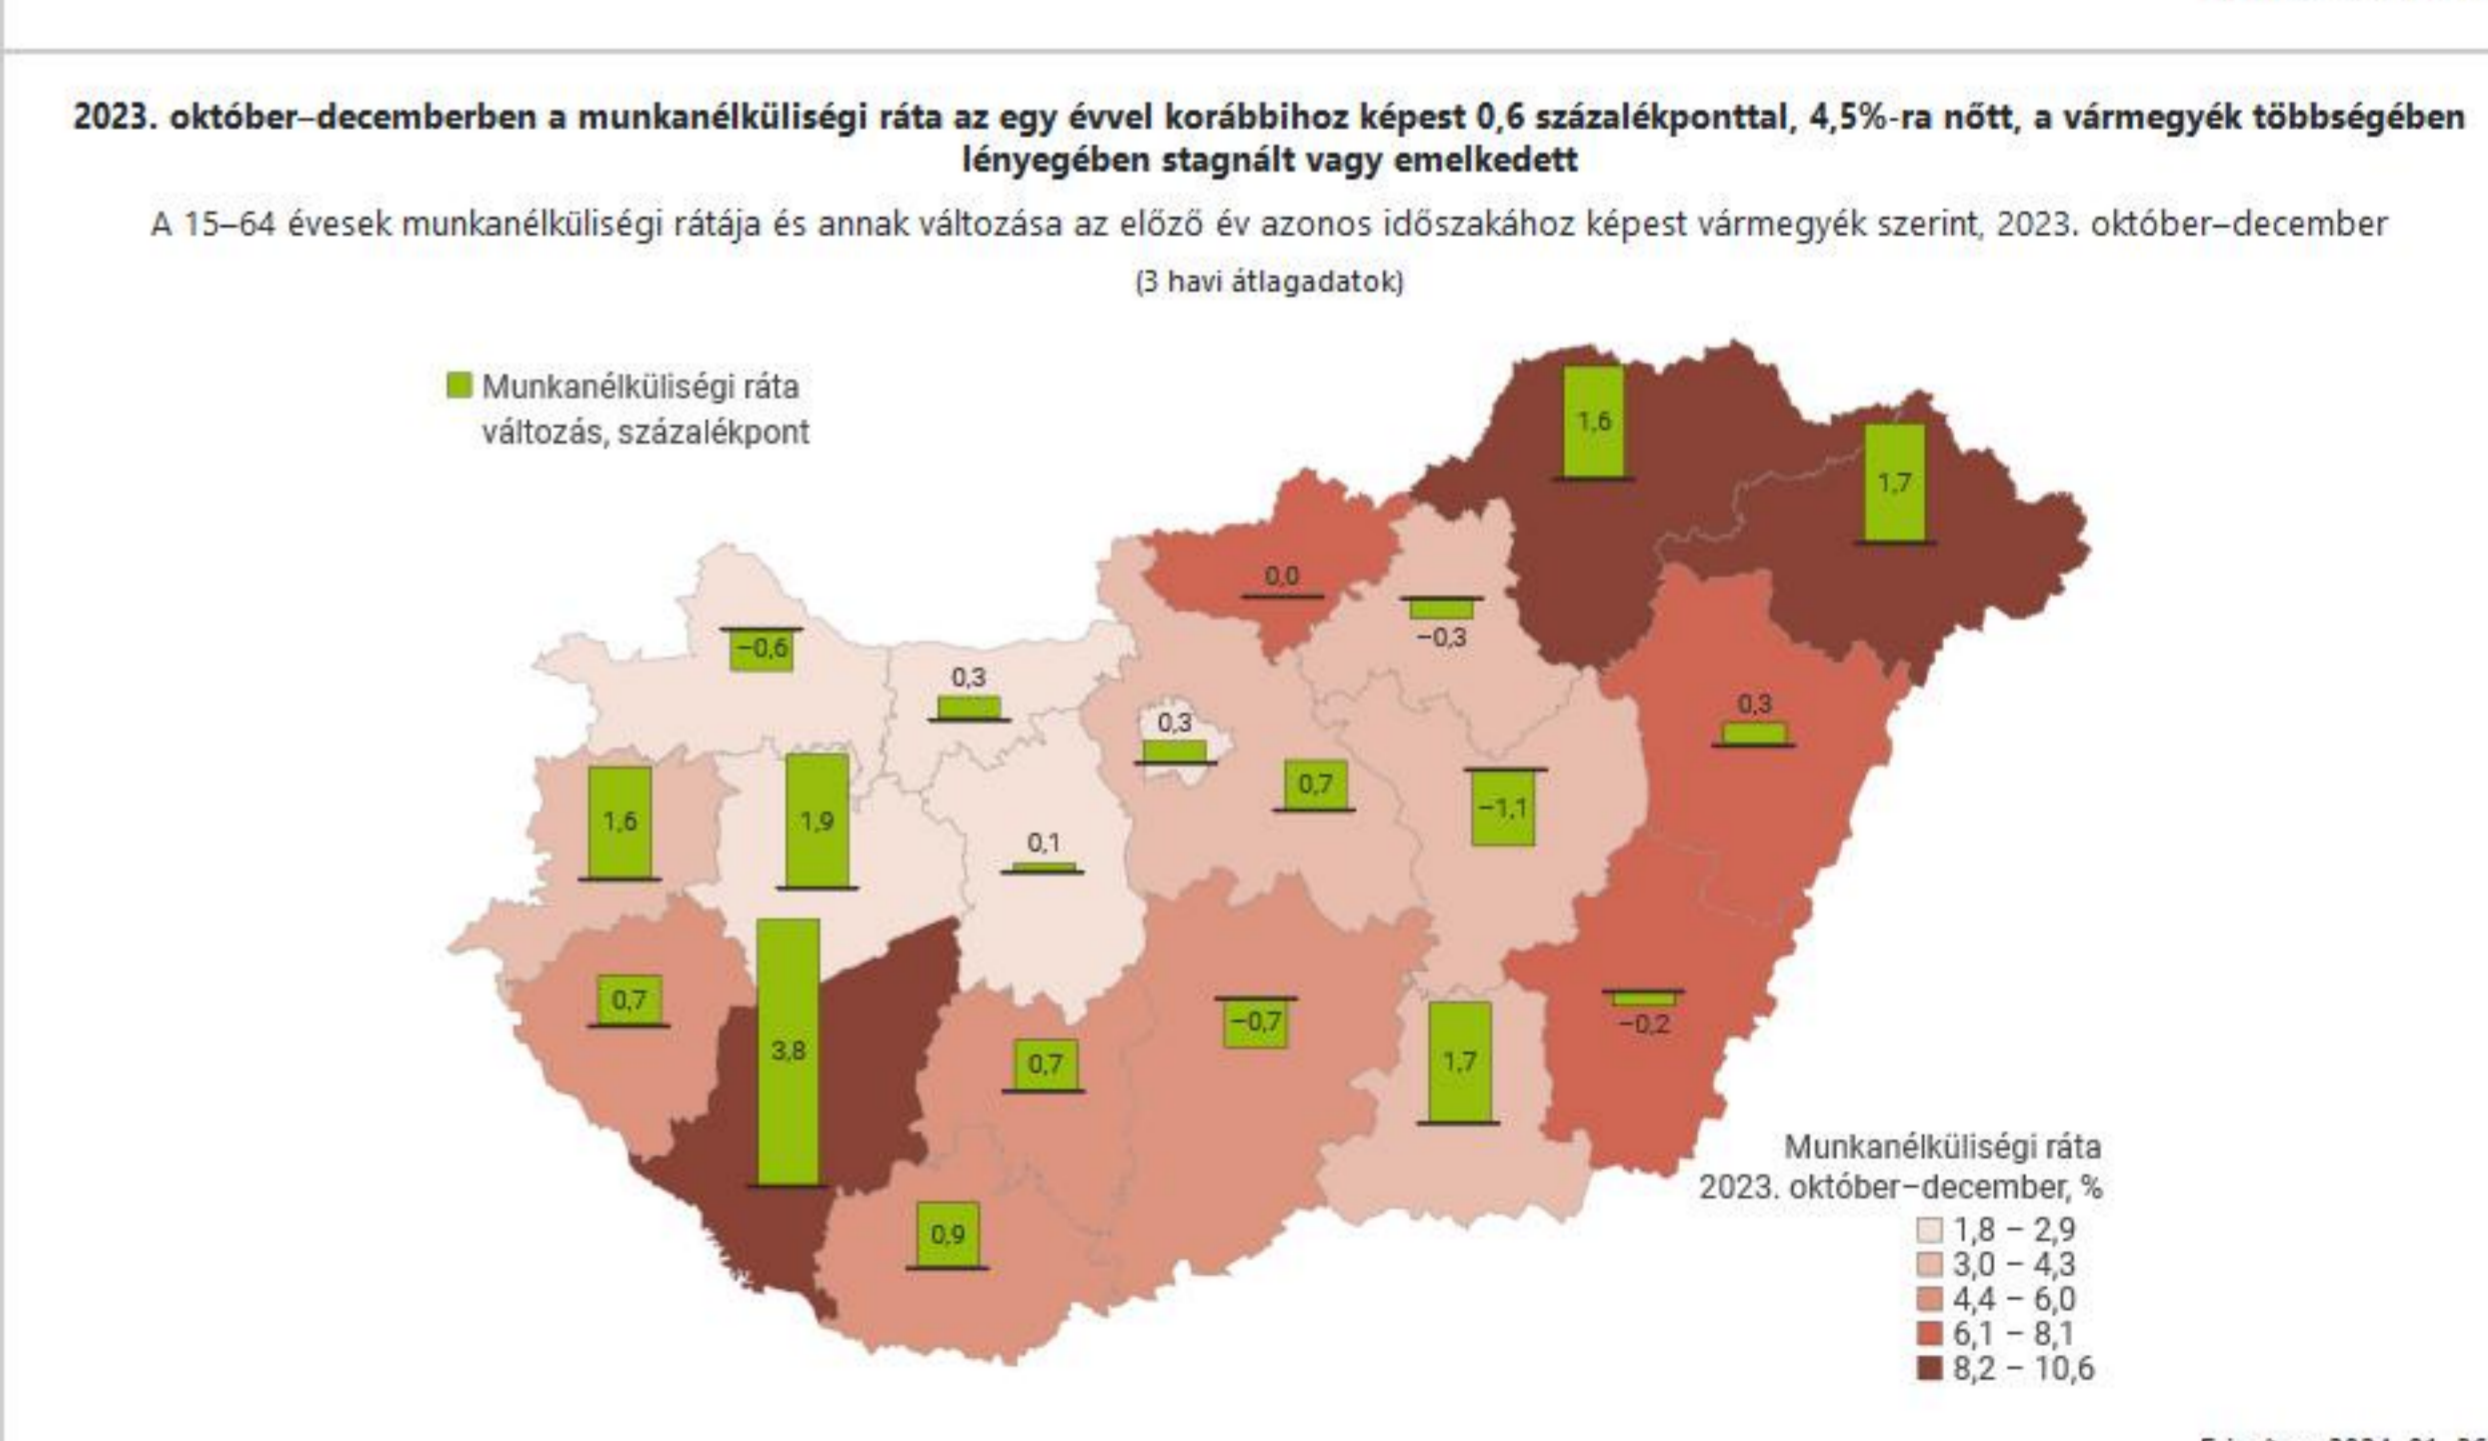 2023. október–decemberben a munkanélküliségi ráta az egy évvel korábbihoz képest 0,6 százalékponttal, 4,5%-ra nőtt, a vármegyék többségében
lényegében stagnált vagy emelkedett
A 15–64 évesek munkanélküliségi rátája és annak változása az előző év azonos időszakához képest vármegyék szerint, 2023. október–december
(3 havi átlagadatok)
Munkanélküliségi ráta
változás, százalékpont
1,6
1,7
0,0
−0,3
−0,6
0,3
0,3
0,3
0,7
−1,1
1,6
1,9
0,1
0,7
3,8
0,7
−0,7
1,7
−0,2
0,9
Munkanélküliségi ráta
2023. október–december, %
1,8 – 2,9
3,0 – 4,3
4,4 – 6,0
6,1 – 8,1
8,2 – 10,6